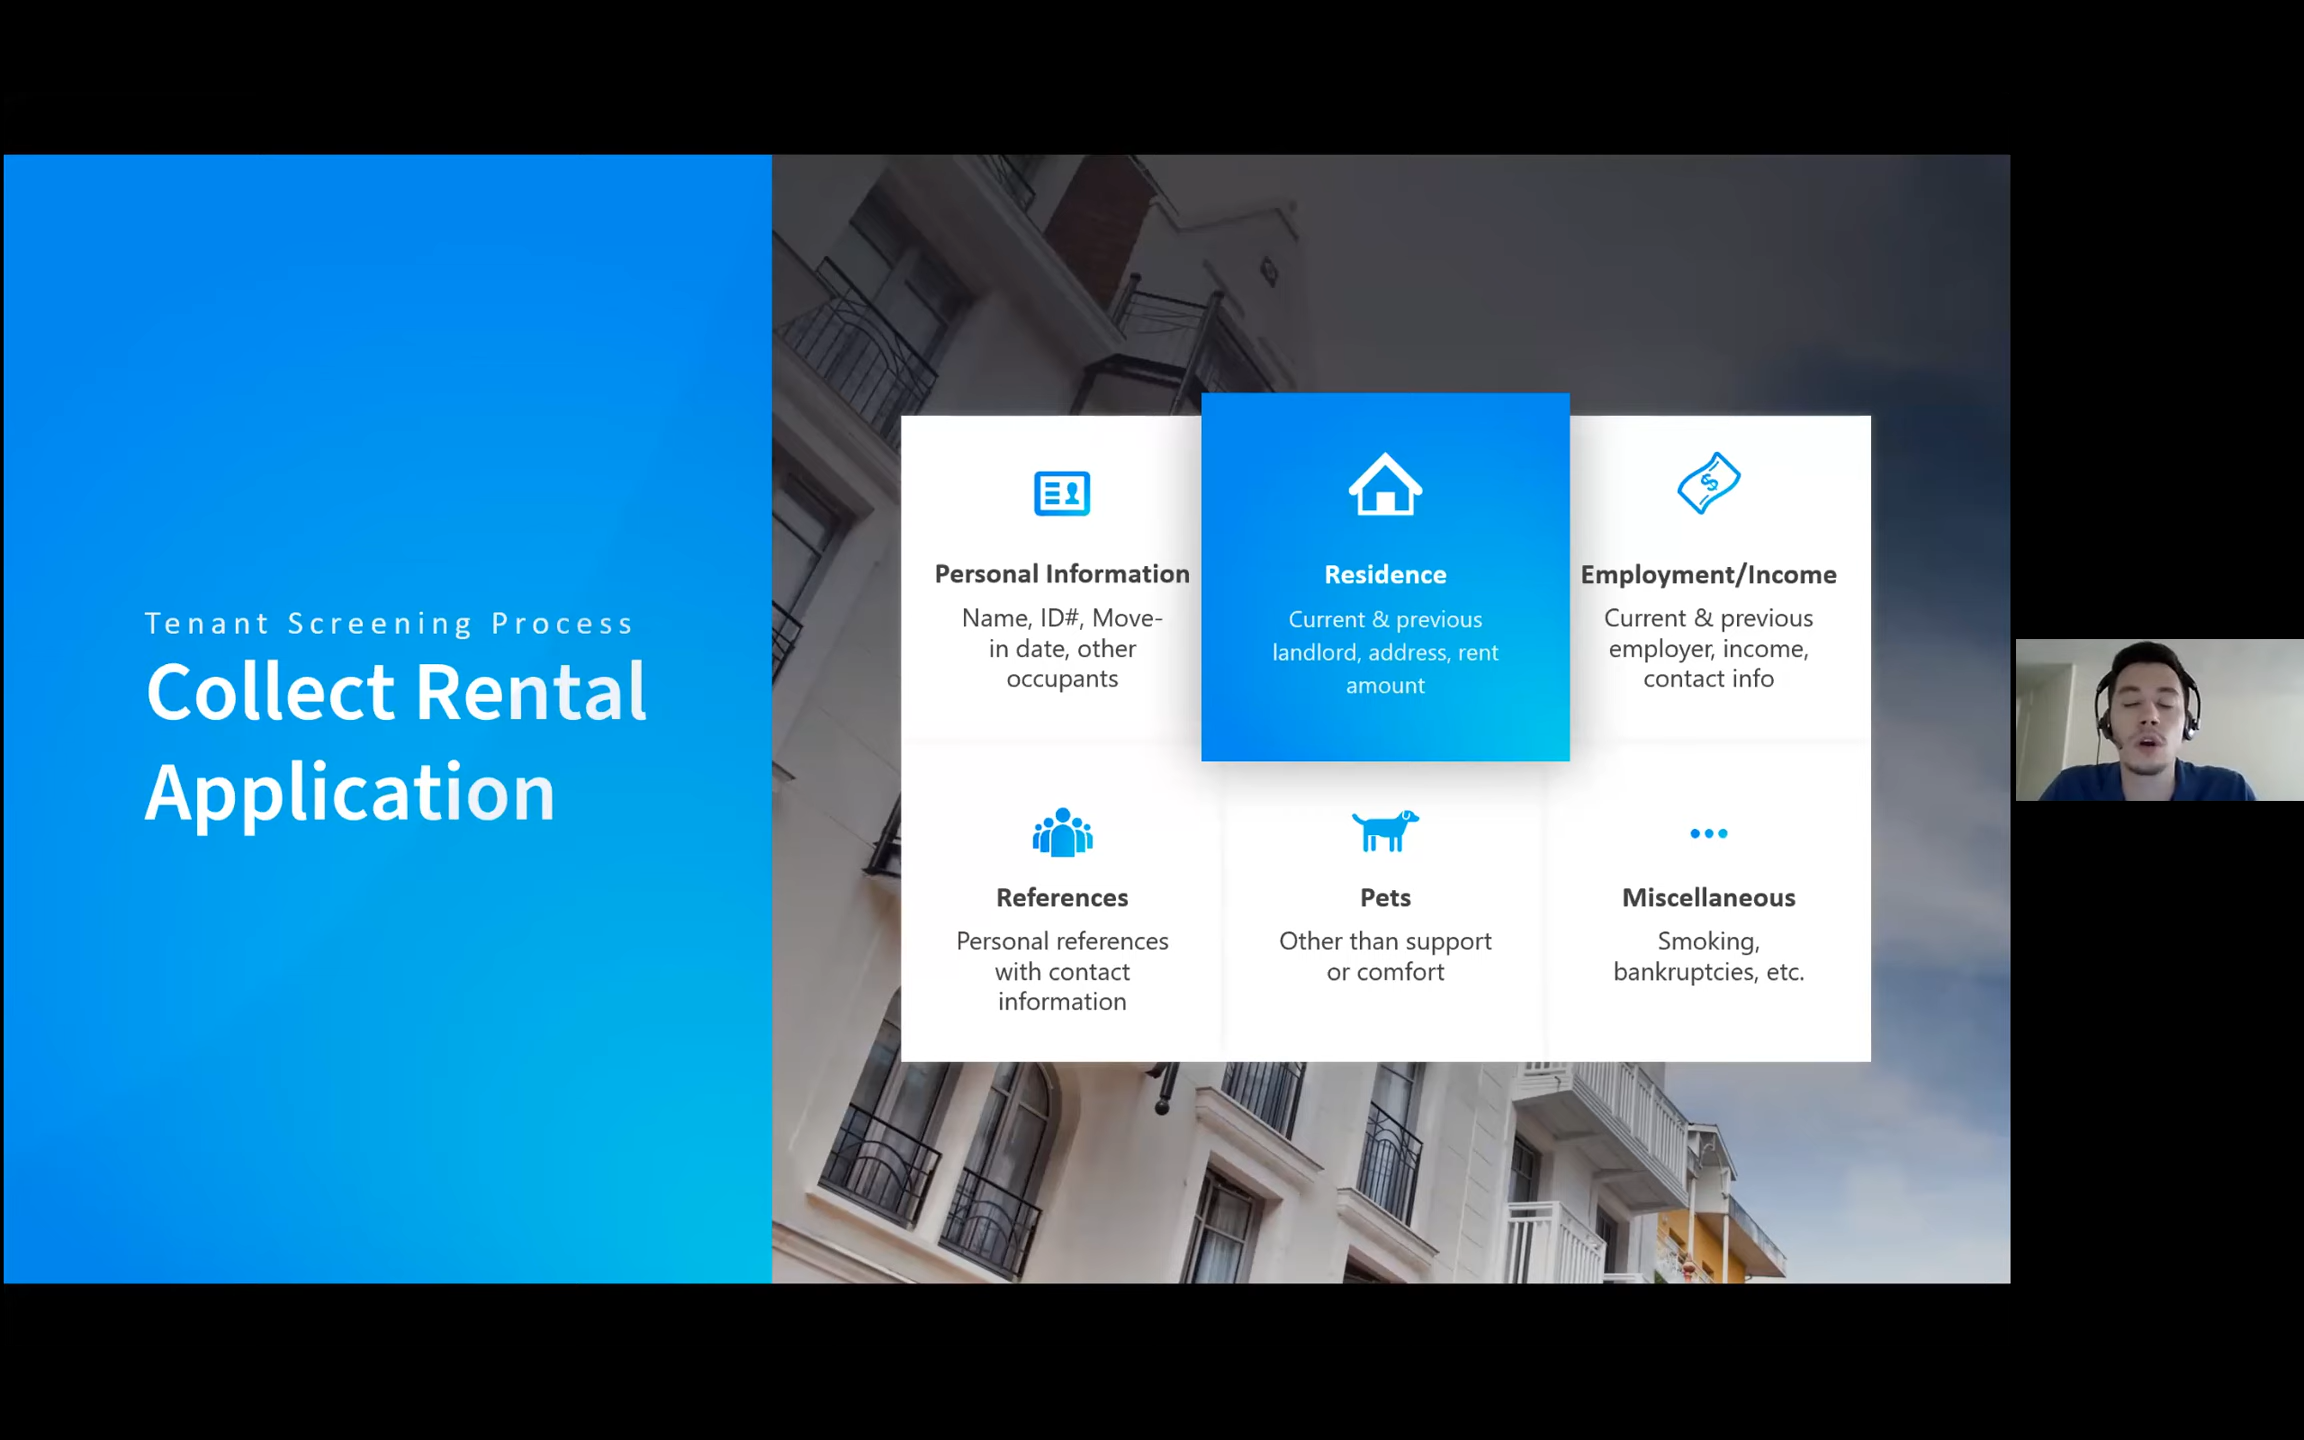 Tenant Screening Process
Collect Rental
Application
Personal Information
Name, ID#, Move-
in date, other
occupants
Residence
Current & previous
landlord, address, rent
amount
Employment/Income
Current & previous
employer, income,
contact info
References
Personal references
with contact
information
Pets
Other than support
or comfort
Miscellaneous
Smoking,
bankruptcies, etc.